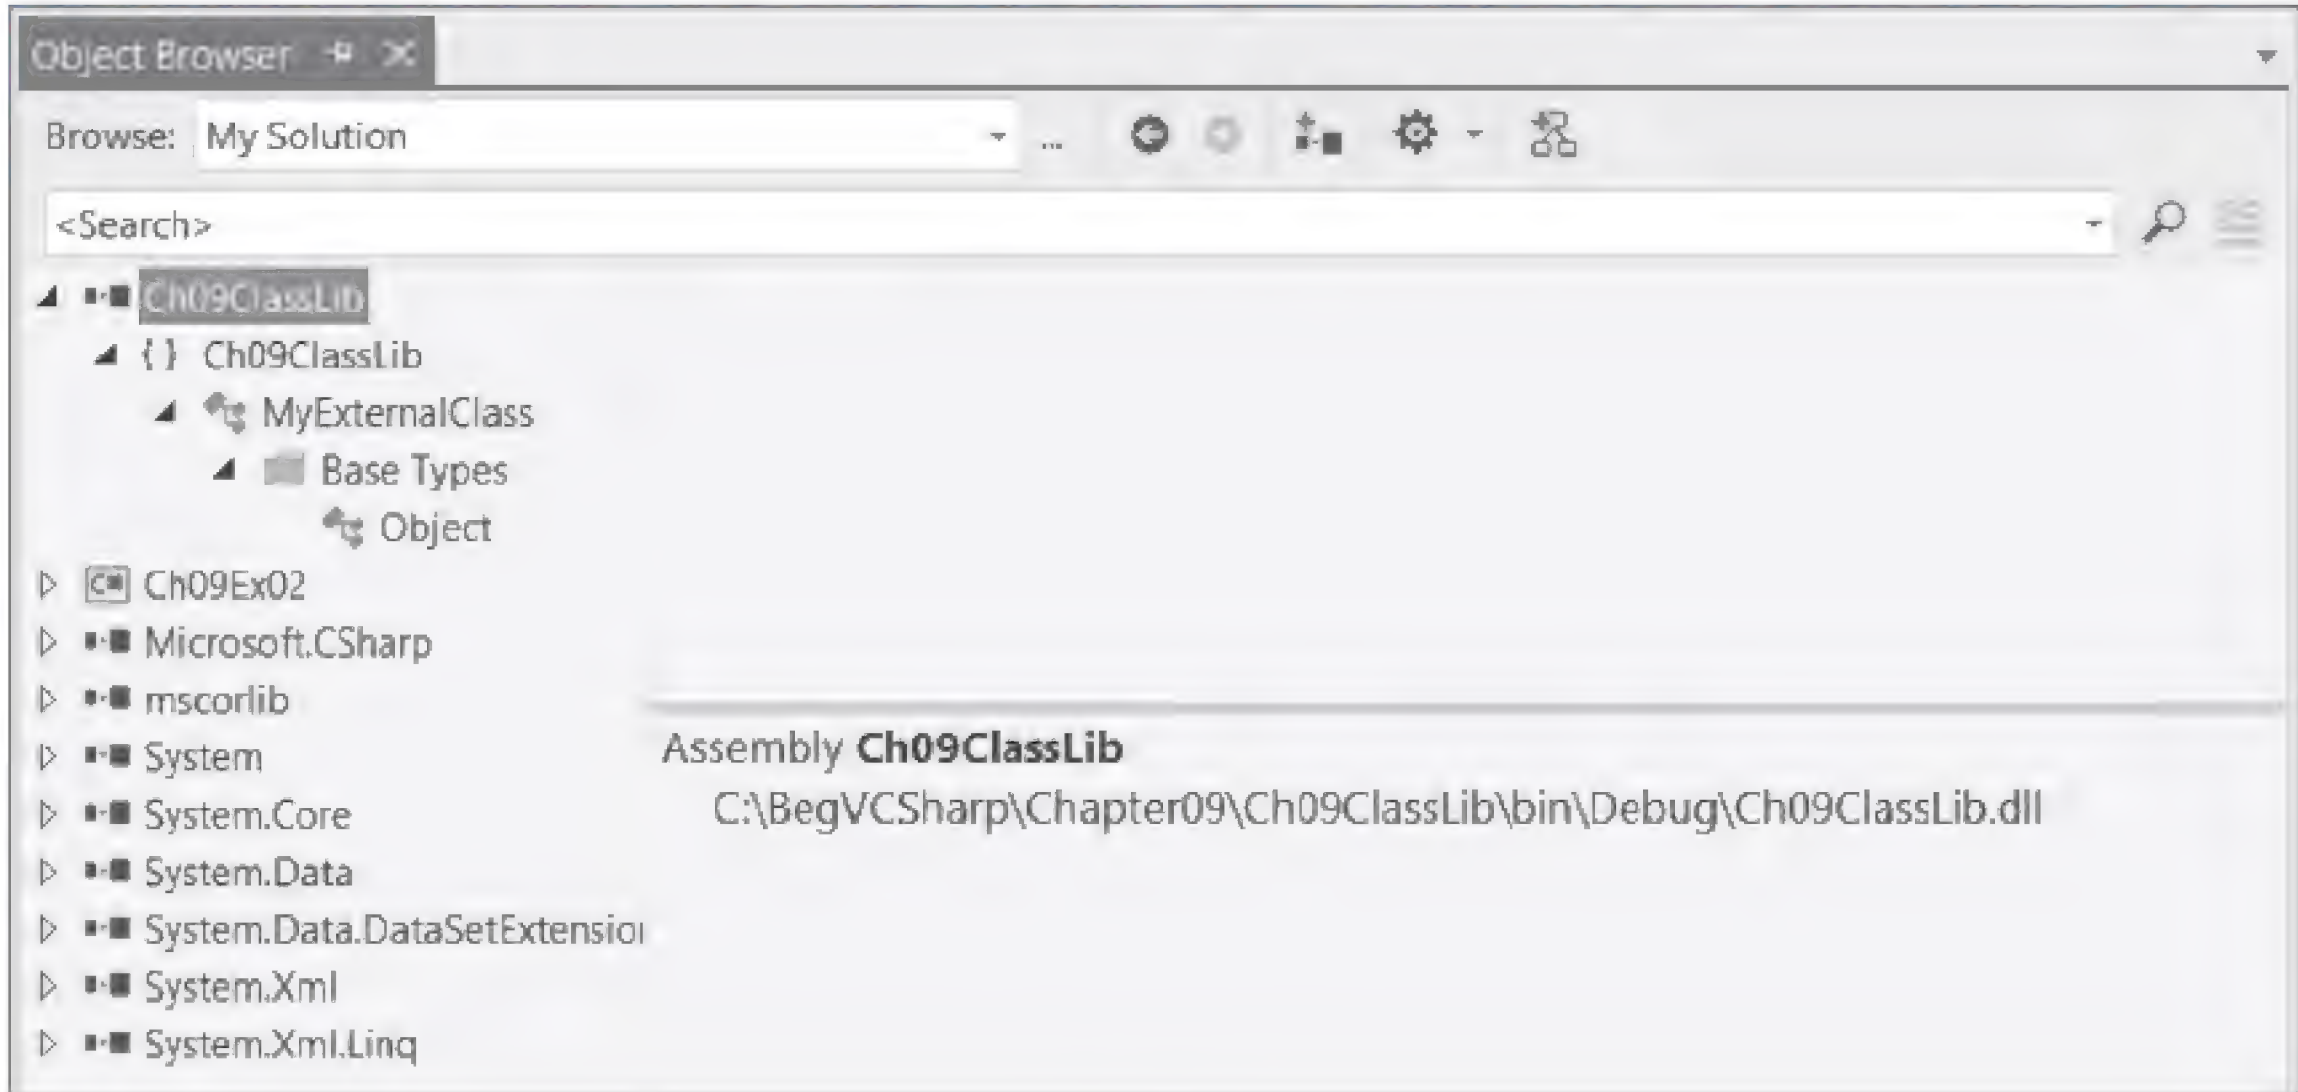 Object Browser
Browse: My Solution ...
<Search>
Ch09ClassLib
{ } Ch09ClassLib
MyExternalClass
Base Types
Object
C# Ch09Ex02
Microsoft.CSharp
mscorlib
System
System.Core
System.Data
System.Data.DataSetExtension
System.Xml
System.Xml.Linq
Assembly Ch09ClassLib
C:\BegVCSharp\Chapter09\Ch09ClassLib\bin\Debug\Ch09ClassLib.dll